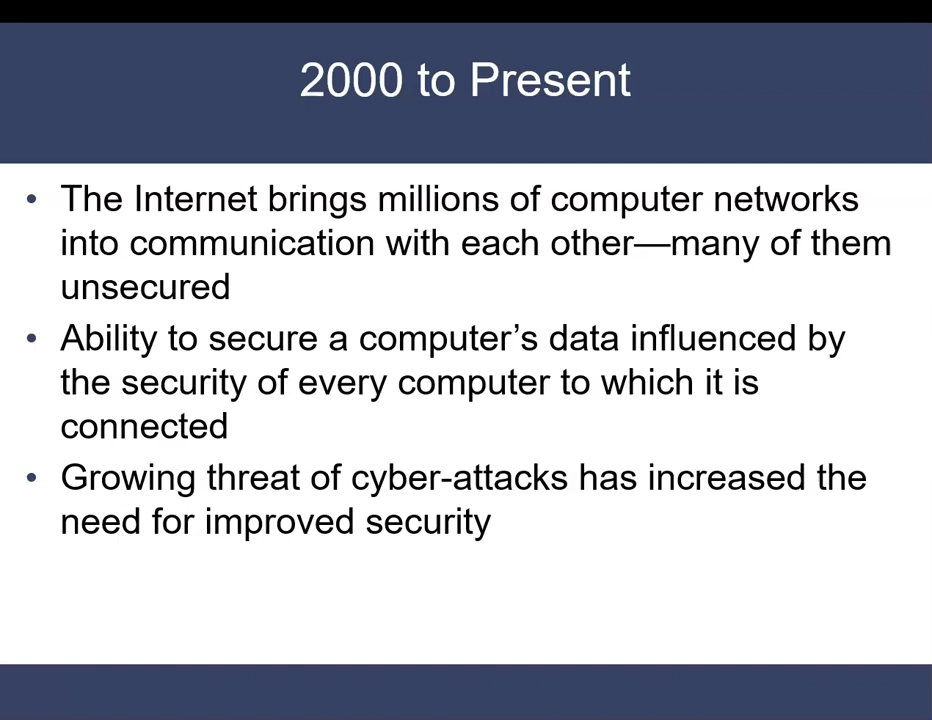 2000 to Present
• The Internet brings millions of computer networks
into communication with each other—many of them
unsecured
• Ability to secure a computer’s data influenced by
the security of every computer to which it is
connected
• Growing threat of cyber-attacks has increased the
need for improved security